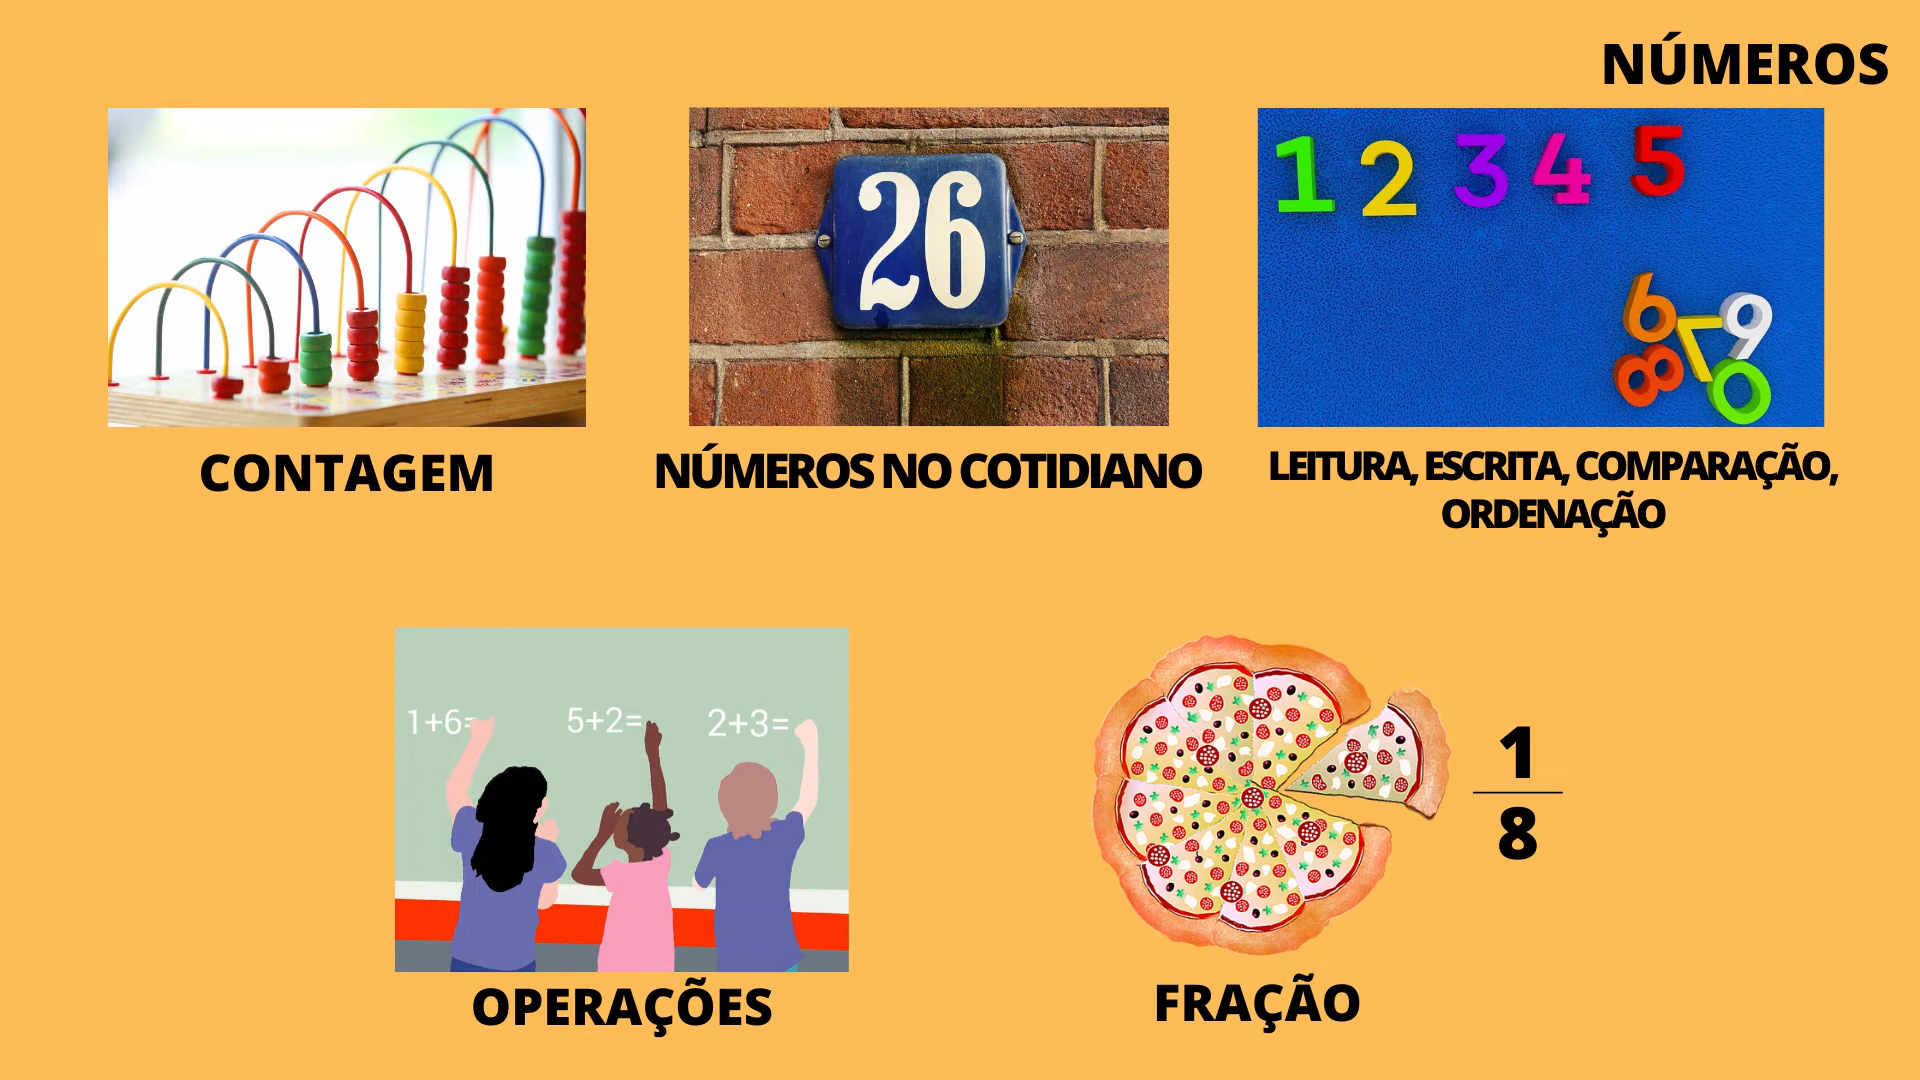 NÚMEROS
26
1 2 3 4 5
6 7 9
8 0
CONTAGEM
NÚMEROS NO COTIDIANO
LEITURA, ESCRITA, COMPARAÇÃO,
ORDENAÇÃO
1+6=
5+2=
2+3=
1
8
OPERAÇÕES
FRAÇÃO